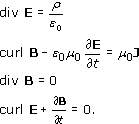 div E = ρ/ε₀
curl B − ε₀μ₀ ∂E/∂t = μ₀J
div B = 0
curl E + ∂B/∂t = 0.